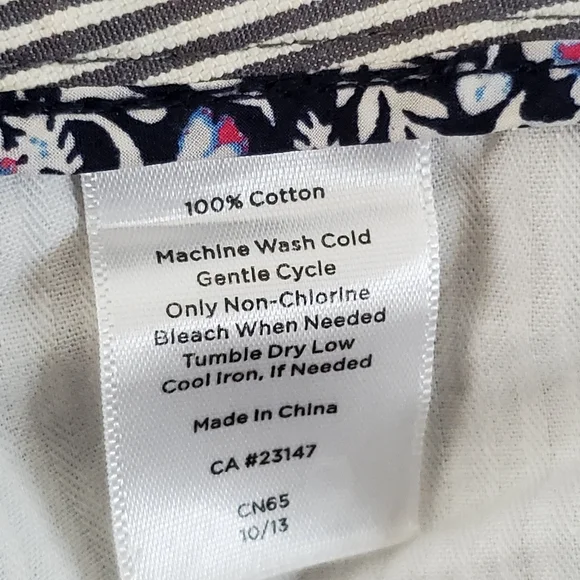 100% Cotton
Machine Wash Cold
Gentle Cycle
Only Non-Chlorine
Bleach When Needed
Tumble Dry Low
Cool Iron, If Needed
Made In China
CA #23147
CN65
10/13